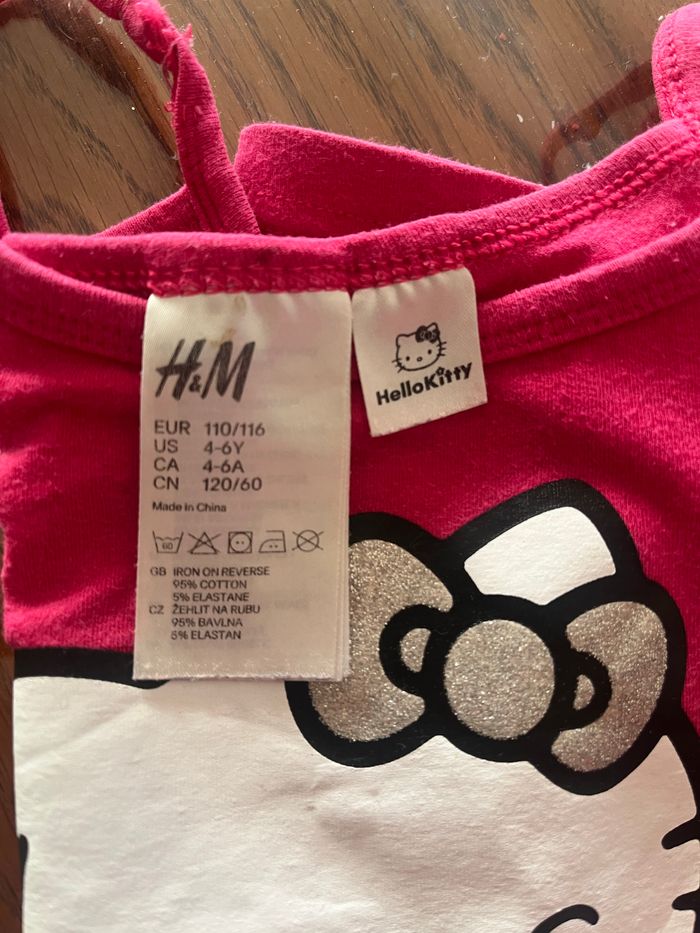 H&M
EUR 110/116
US 4-6Y
CA 4-6A
CN 120/60
Made in China
60
GB IRON ON REVERSE
95% COTTON
5% ELASTANE
CZ ŽEHLIT NA RUBU
95% BAVLNA
5% ELASTAN
HelloKitty